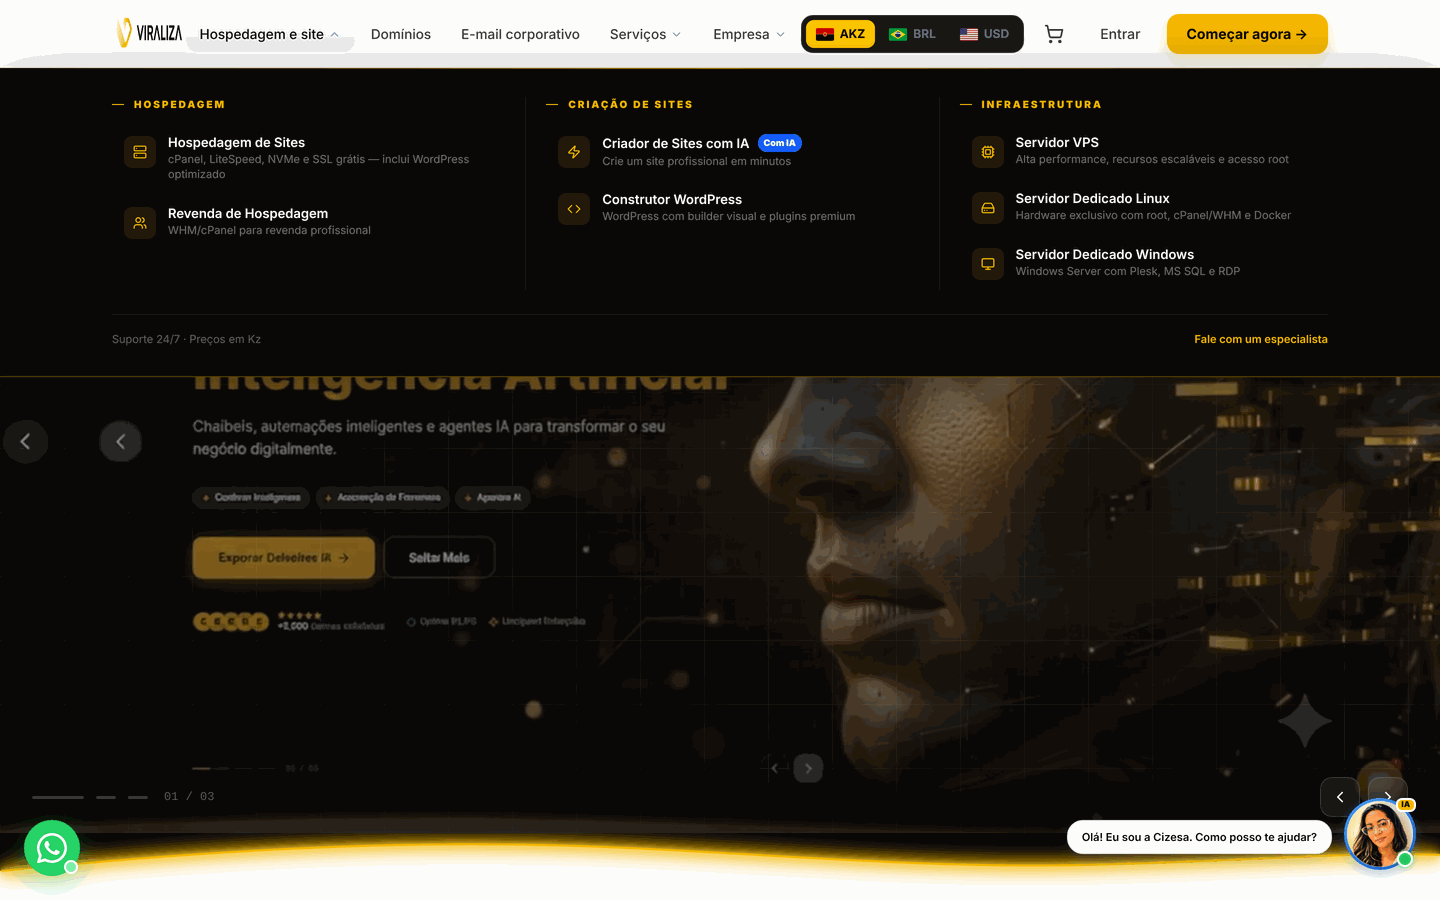 VIRALIZA
Hospedagem e site
Domínios
E-mail corporativo
Serviços
Empresa
AKZ
BRL
USD
Entrar
Começar agora →
HOSPEDAGEM
Hospedagem de Sites
cPanel, LiteSpeed, NVMe e SSL grátis — inclui WordPress
optimizado
Revenda de Hospedagem
WHM/cPanel para revenda profissional
CRIAÇÃO DE SITES
Criador de Sites com IA Com IA
Crie um site profissional em minutos
Construtor WordPress
WordPress com builder visual e plugins premium
INFRAESTRUTURA
Servidor VPS
Alta performance, recursos escaláveis e acesso root
Servidor Dedicado Linux
Hardware exclusivo com root, cPanel/WHM e Docker
Servidor Dedicado Windows
Windows Server com Plesk, MS SQL e RDP
Suporte 24/7 · Preços em Kz
Fale com um especialista
Inteligência Artificial
Chaibeis, autemações inteligentes e agentes IA para transformar o seu
negócio digitalmente.
01 / 03
IA
Olá! Eu sou a Cizesa. Como posso te ajudar?